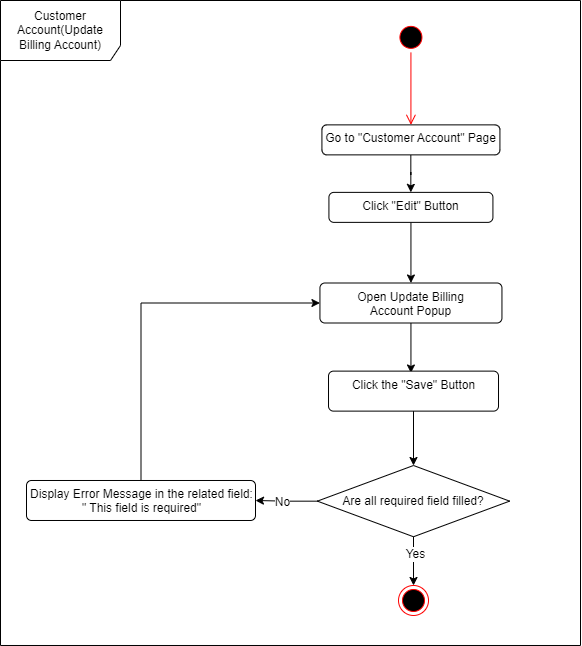 Customer
Account(Update
Billing Account)
Go to "Customer Account" Page
Click "Edit" Button
Open Update Billing
Account Popup
Click the "Save" Button
Are all required field filled?
No
Display Error Message in the related field:
" This field is required"
Yes